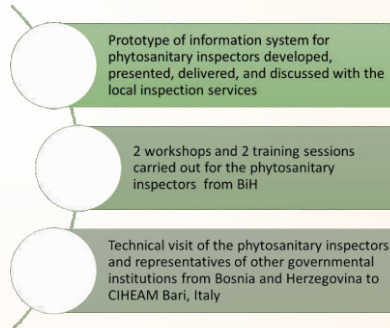 Prototype of information system for
phytosanitary inspectors developed,
presented, delivered, and discussed with the
local inspection services
2 workshops and 2 training sessions
carried out for the phytosanitary
inspectors from BiH
Technical visit of the phytosanitary inspectors
and representatives of other governmental
institutions from Bosnia and Herzegovina to
CIHEAM Bari, Italy